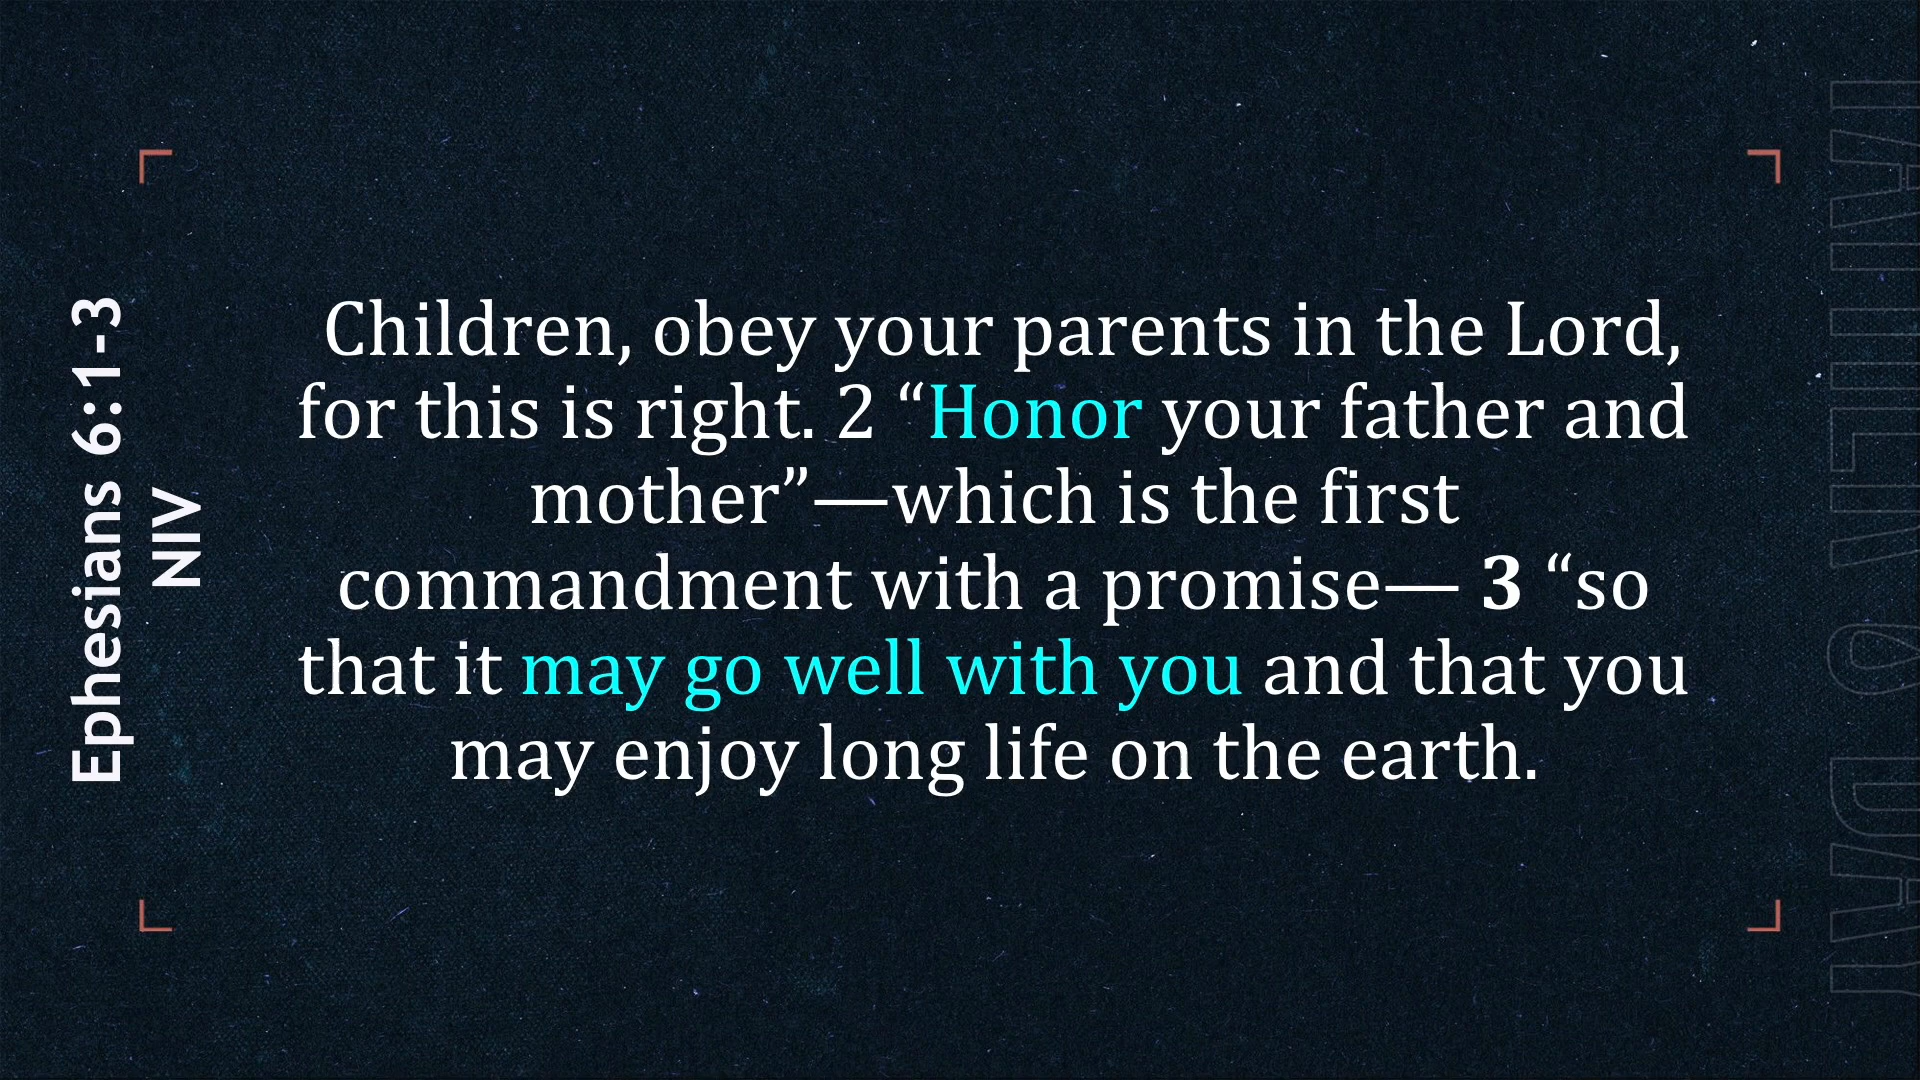 Ephesians 6:1-3
NIV
Children, obey your parents in the Lord,
for this is right. 2 “Honor your father and
mother”—which is the first
commandment with a promise— 3 “so
that it may go well with you and that you
may enjoy long life on the earth.